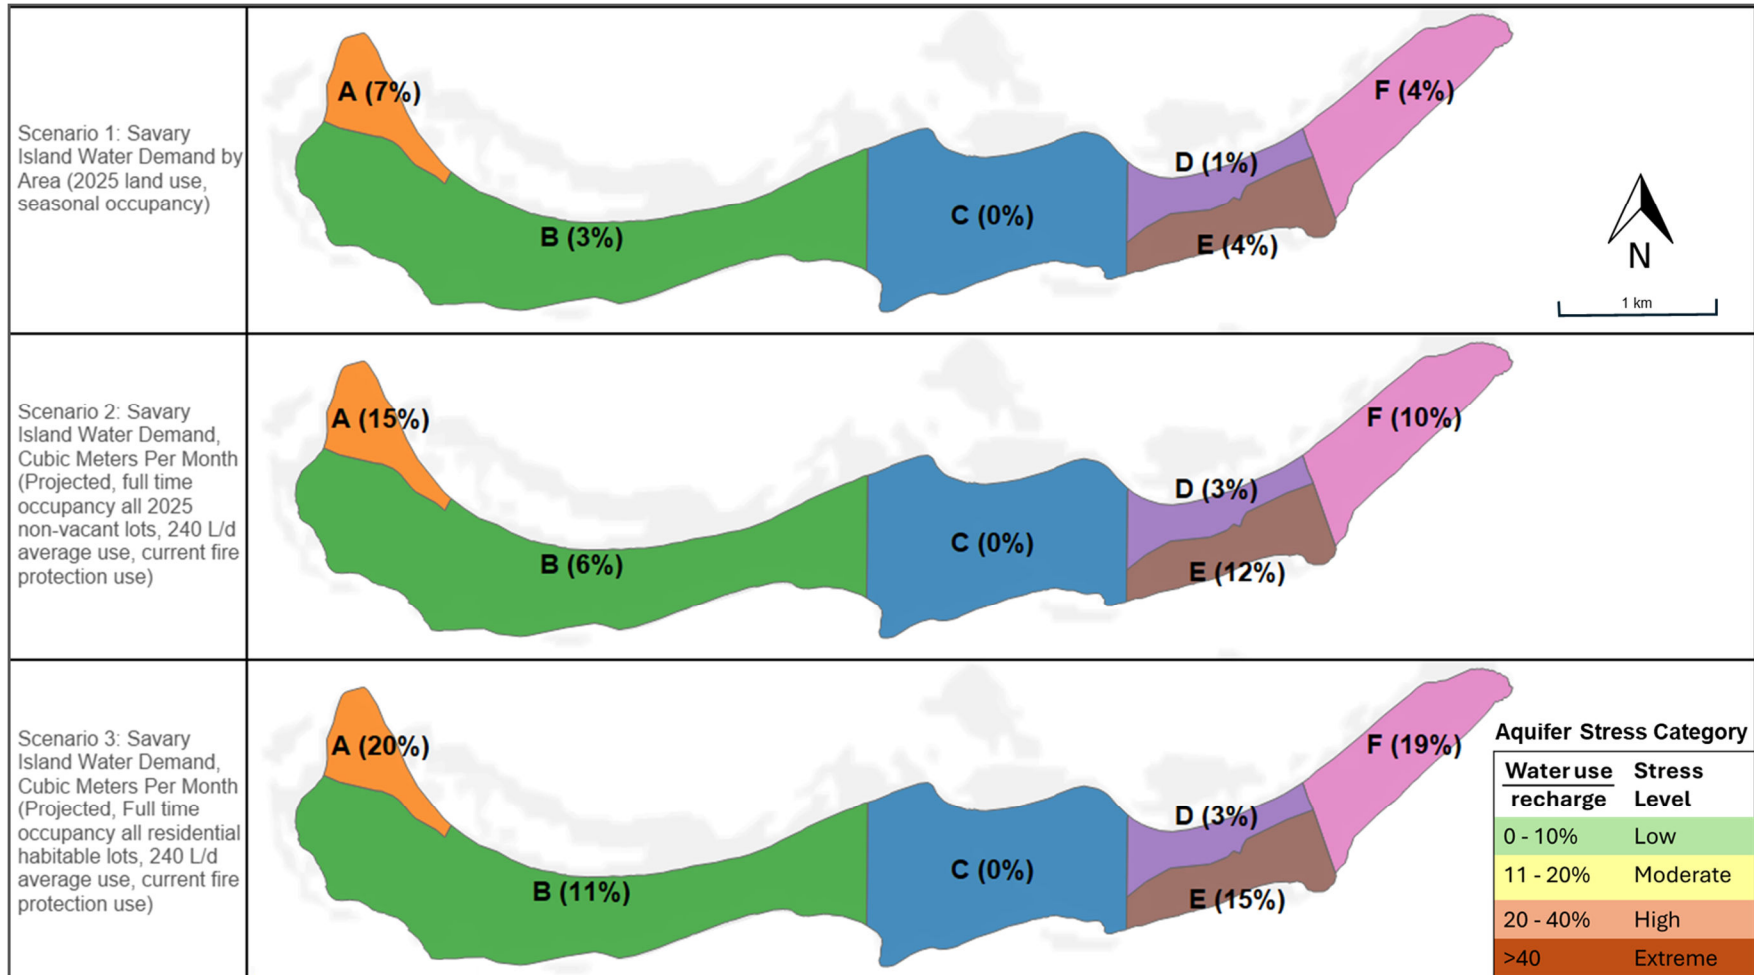 Scenario 1: Savary
Island Water Demand by
Area (2025 land use,
seasonal occupancy)
A (7%)
B (3%)
C (0%)
D (1%)
E (4%)
F (4%)
N
1 km
Scenario 2: Savary
Island Water Demand,
Cubic Meters Per Month
(Projected, full time
occupancy all 2025
non-vacant lots, 240 L/d
average use, current fire
protection use)
A (15%)
B (6%)
C (0%)
D (3%)
E (12%)
F (10%)
Scenario 3: Savary
Island Water Demand,
Cubic Meters Per Month
(Projected, Full time
occupancy all residential
habitable lots, 240 L/d
average use, current fire
protection use)
A (20%)
B (11%)
C (0%)
D (3%)
E (15%)
F (19%)
Aquifer Stress Category
Water use Stress
recharge Level
0 - 10% Low
11 - 20% Moderate
20 - 40% High
>40 Extreme